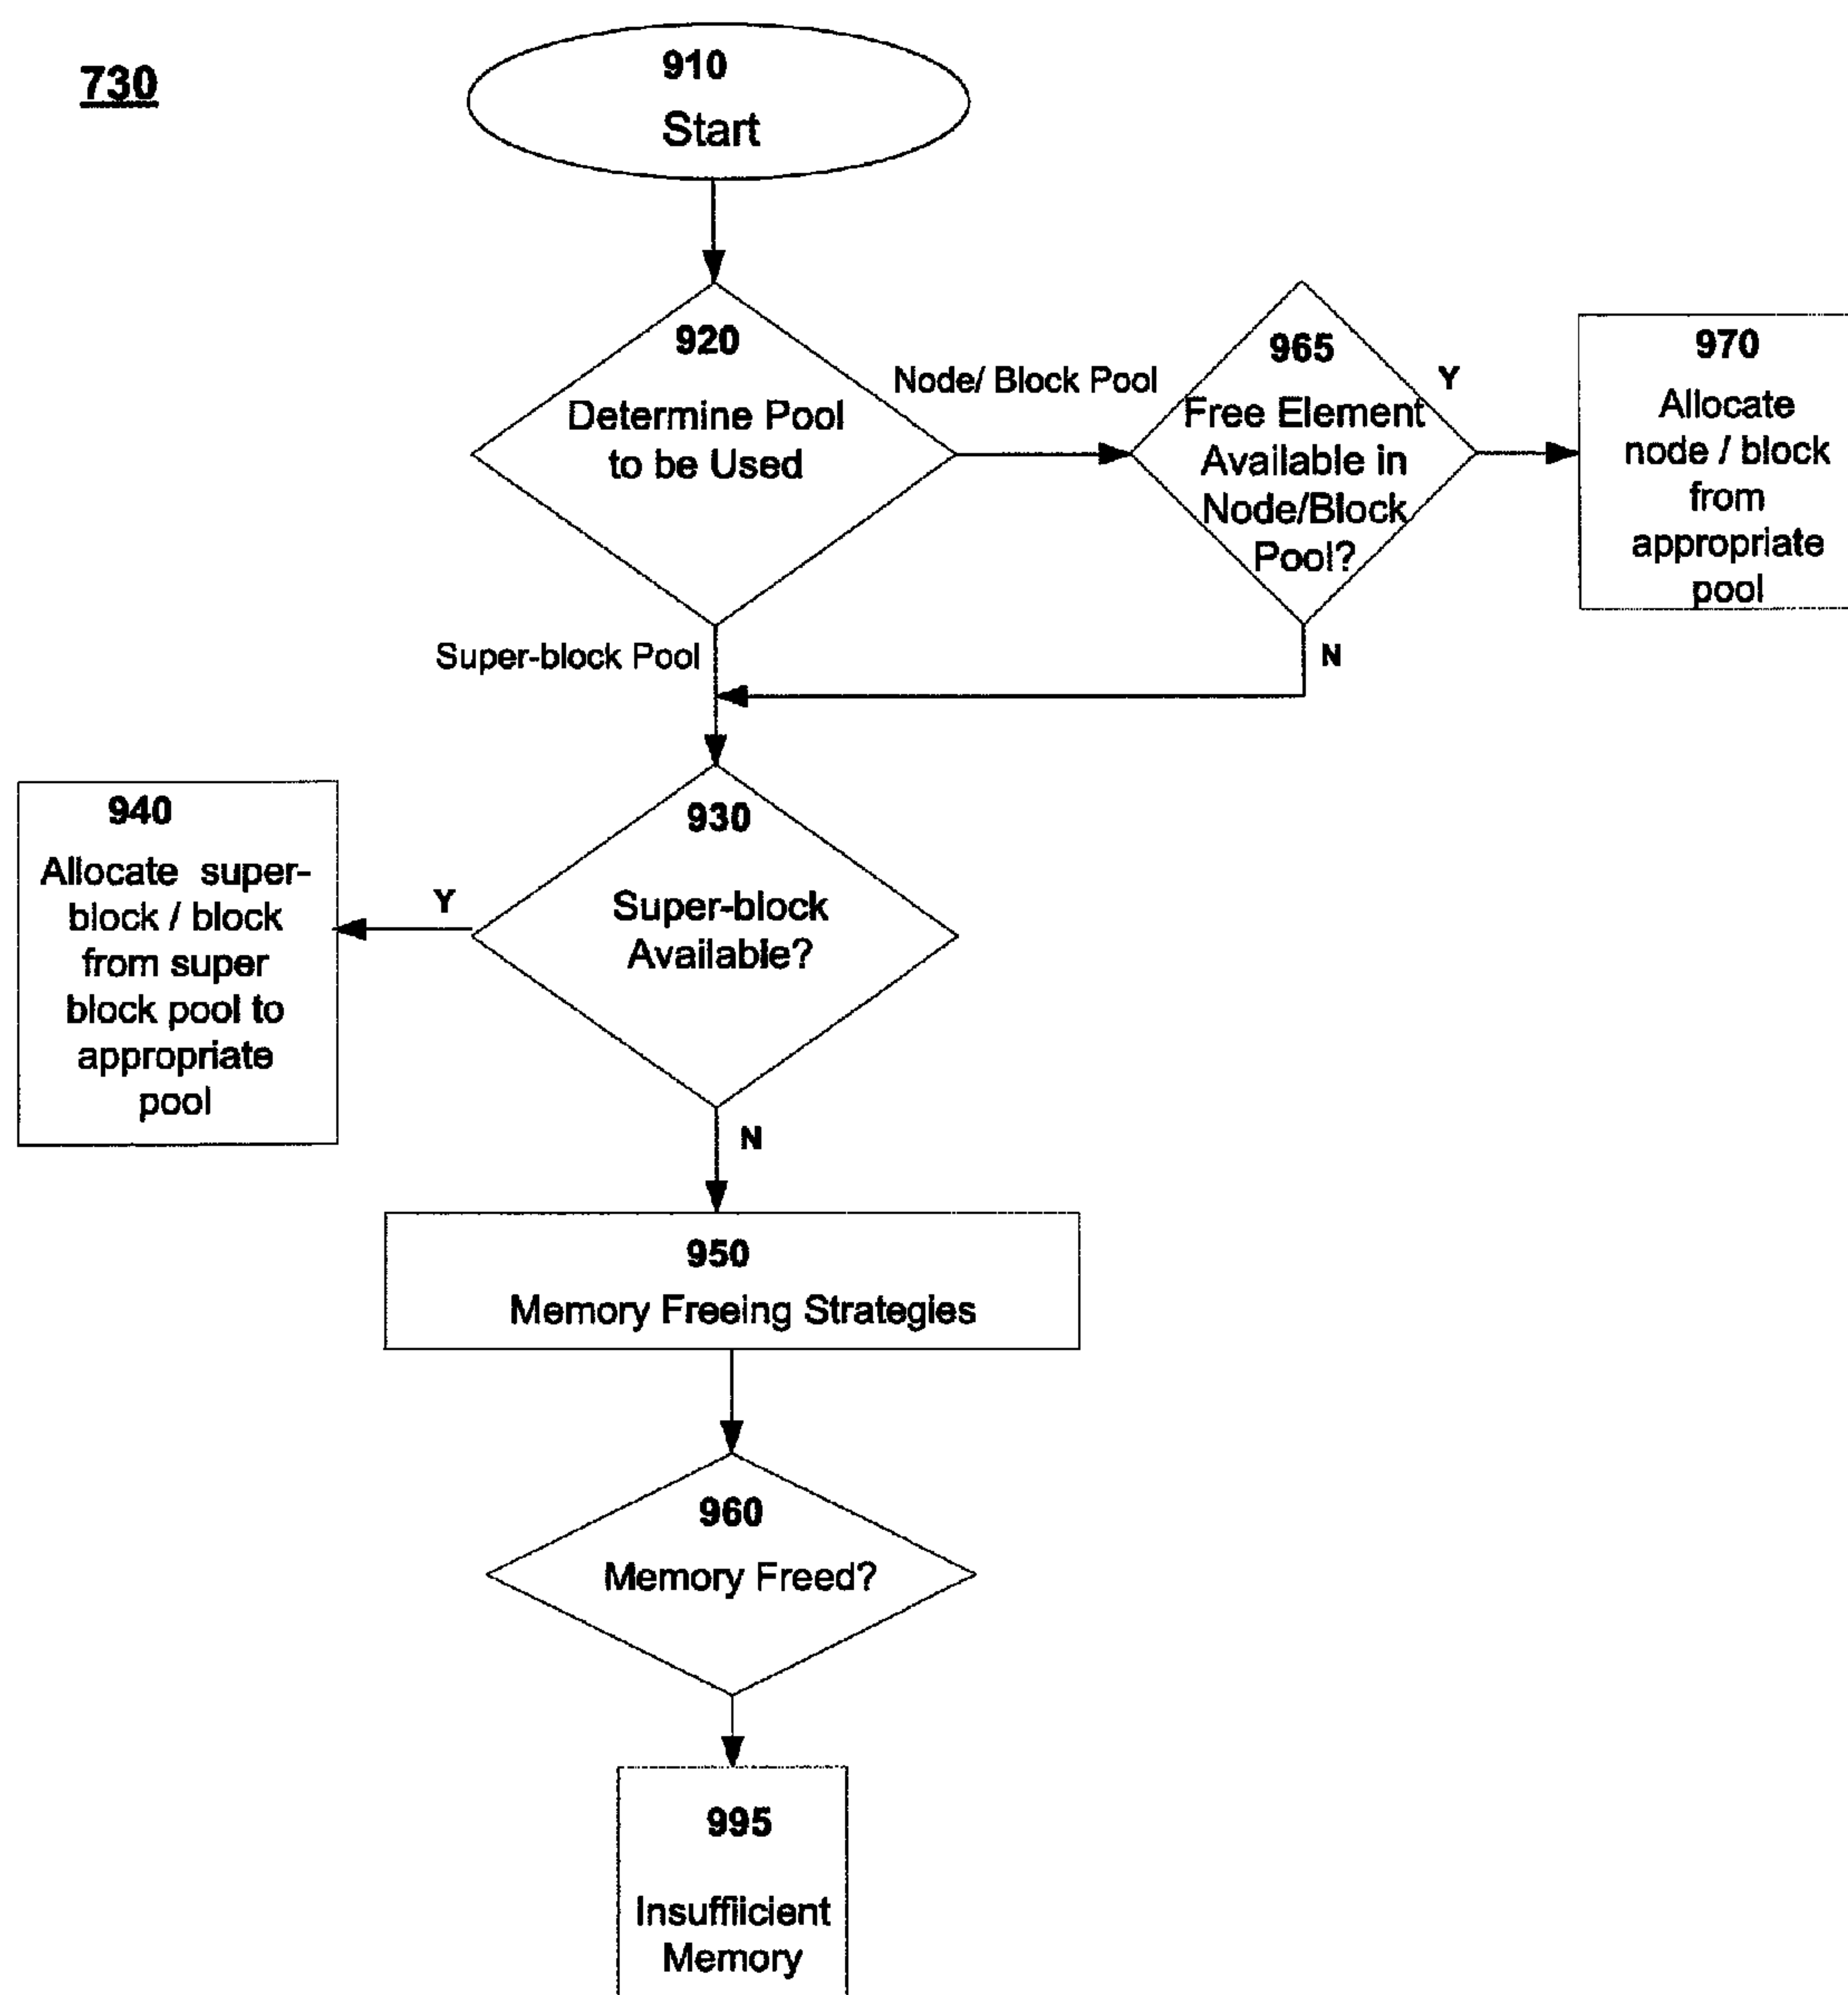 730
910
Start
920
Determine Pool
to be Used
Node/ Block Pool
965
Free Element
Available in
Node/Block
Pool?
Y
970
Allocate
node / block
from
appropriate
pool
Super-block Pool
N
940
Allocate super-
block / block
from super
block pool to
appropriate
pool
Y
930
Super-block
Available?
N
950
Memory Freeing Strategies
960
Memory Freed?
995
Insuffiicient
Memory